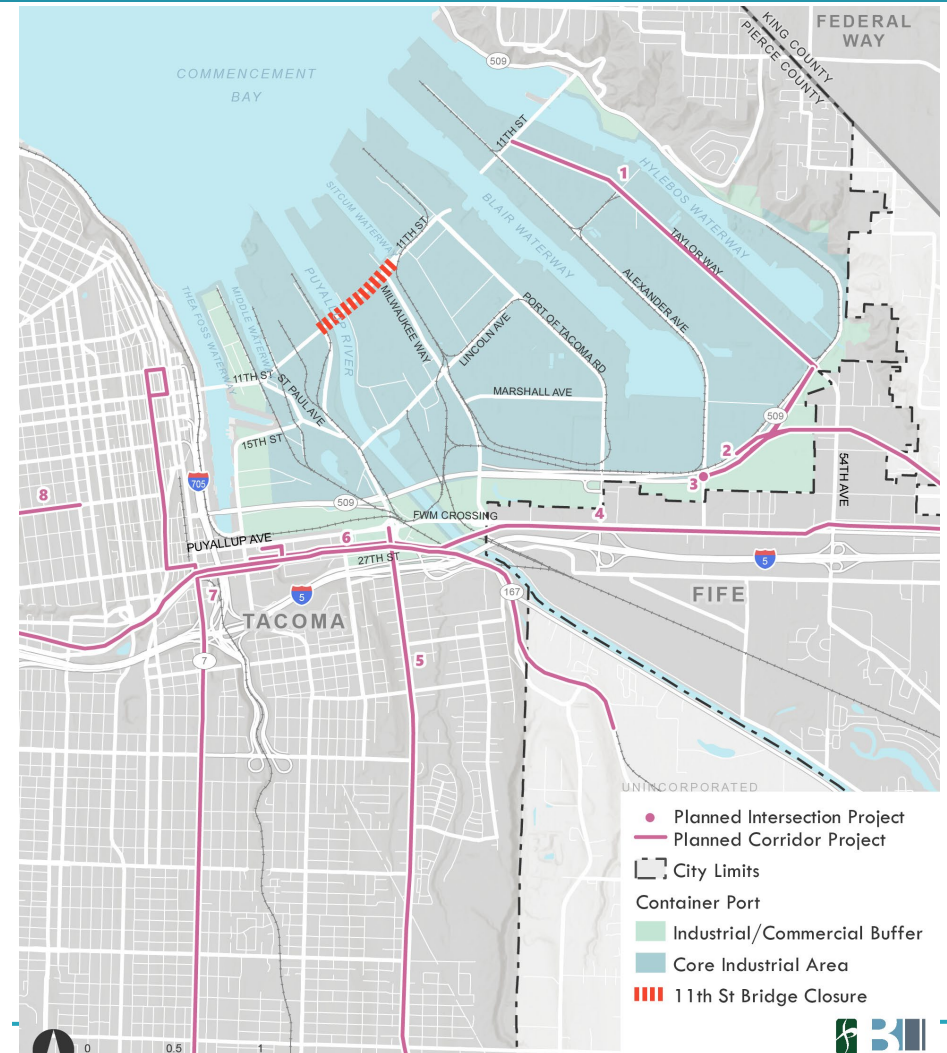 KING COUNTY
PIERCE COUNTY
FEDERAL
WAY
COMMENCEMENT
BAY
509
11TH ST
1
HYLEBOS WATERWAY
SITCUM WATERWAY
BLAIR WATERWAY
11TH ST
TAYLOR WAY
PUYALLUP RIVER
THEA FOSS WATERWAY
MIDDLE WATERWAY
MILWAUKEE WAY
ALEXANDER AVE
PORT OF TACOMA RD
LINCOLN AVE
11TH ST
ST PAUL AVE
MARSHALL AVE
15TH ST
509
2
3
54TH AVE
705
8
509
FWM CROSSING
4
PUYALLUP AVE
6
27TH ST
5
5
7
167
FIFE
TACOMA
7
5
UNINCORPORATED
Planned Intersection Project
Planned Corridor Project
City Limits
Container Port
Industrial/Commercial Buffer
Core Industrial Area
11th St Bridge Closure
0 0.5 1